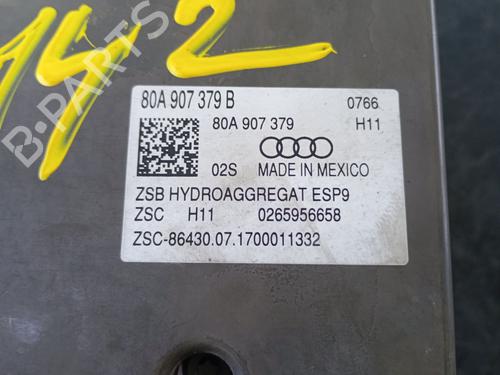 142
B-PARTS
80A 907 379 B 0766
80A 907 379 H11
02S MADE IN MEXICO
ZSB HYDROAGGREGAT ESP9
ZSC H11 0265956658
ZSC-86430.07.1700011332